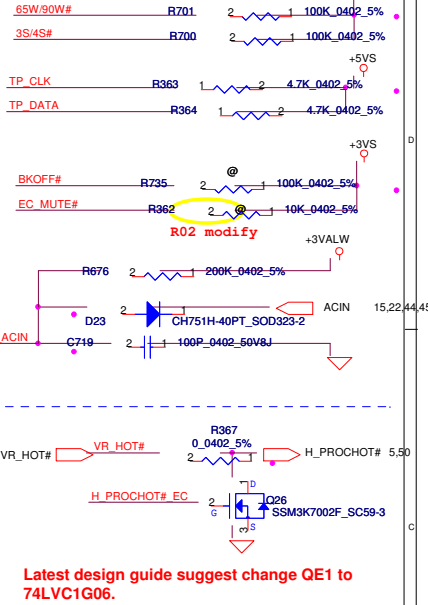 65W/90W# R701 2 1 100K_0402_5%
3S/4S# R700 2 1 100K_0402_5%
+5VS
TP_CLK R363 1 2 4.7K_0402_5%
TP_DATA R364 1 2 4.7K_0402_5%
+3VS
D
@
BKOFF# R735 2 1 100K_0402_5%
EC_MUTE# R362 2 @ 1 10K_0402_5%
R02 modify
+3VALW
R676 2 1 200K_0402_5%
D23 2 1 ACIN 15,22,44,45
CH751H-40PT_SOD323-2
ACIN C719 2 1 100P_0402_50V8J
R367
0_0402_5%
VR_HOT# VR_HOT# 2 1 H_PROCHOT# 5,50
H_PROCHOT#_EC 2 G 1 D 3 S Q26
SSM3K7002F_SC59-3
C
Latest design guide suggest change QE1 to
74LVC1G06.